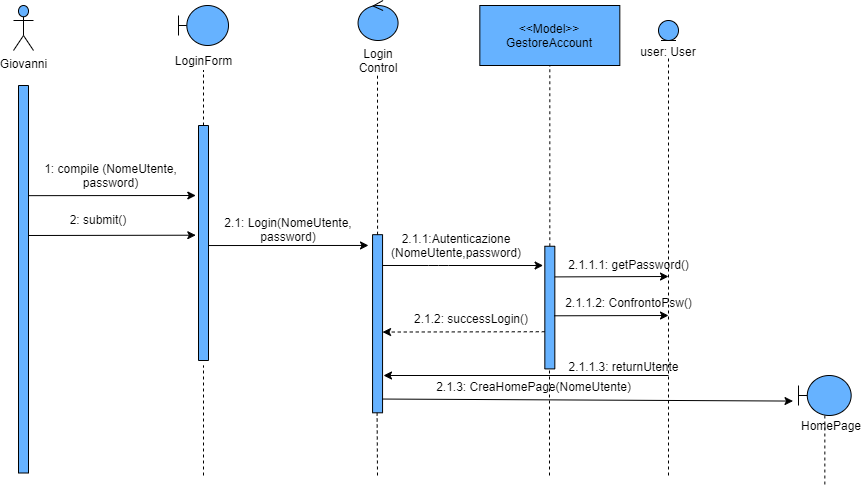 Giovanni
LoginForm
Login
Control
<<Model>>
GestoreAccount
user: User
1: compile (NomeUtente,
password)
2: submit()
2.1: Login(NomeUtente,
password)
2.1.1:Autenticazione
(NomeUtente,password)
2.1.1.1: getPassword()
2.1.1.2: ConfrontoPsw()
2.1.2: successLogin()
2.1.1.3: returnUtente
2.1.3: CreaHomePage(NomeUtente)
HomePage